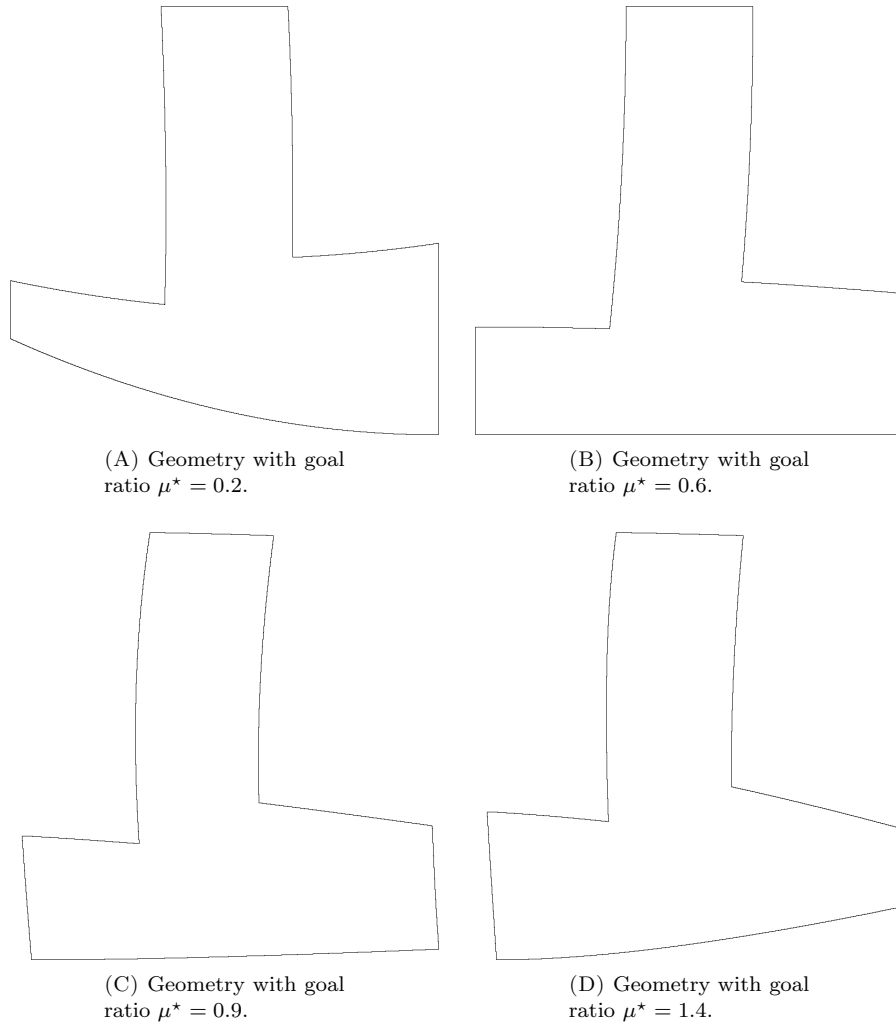 (A) Geometry with goal
ratio μ⋆ = 0.2.
(B) Geometry with goal
ratio μ⋆ = 0.6.
(C) Geometry with goal
ratio μ⋆ = 0.9.
(D) Geometry with goal
ratio μ⋆ = 1.4.